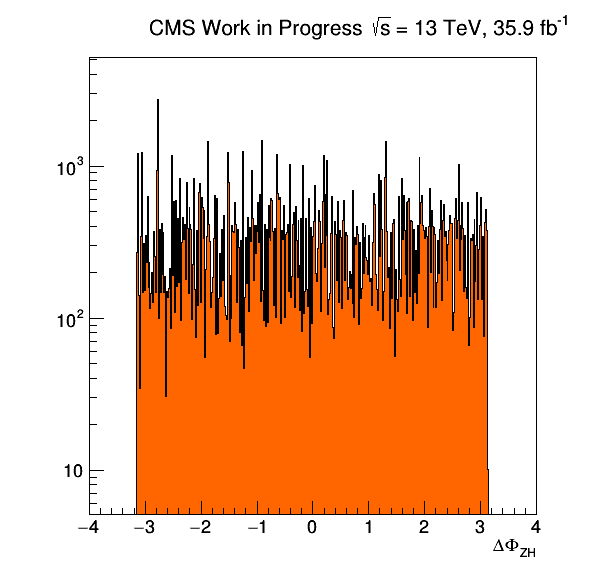 CMS Work in Progress √s = 13 TeV, 35.9 fb⁻¹
10³
10²
10
−4 −3 −2 −1 0 1 2 3 4
ΔΦ_ZH